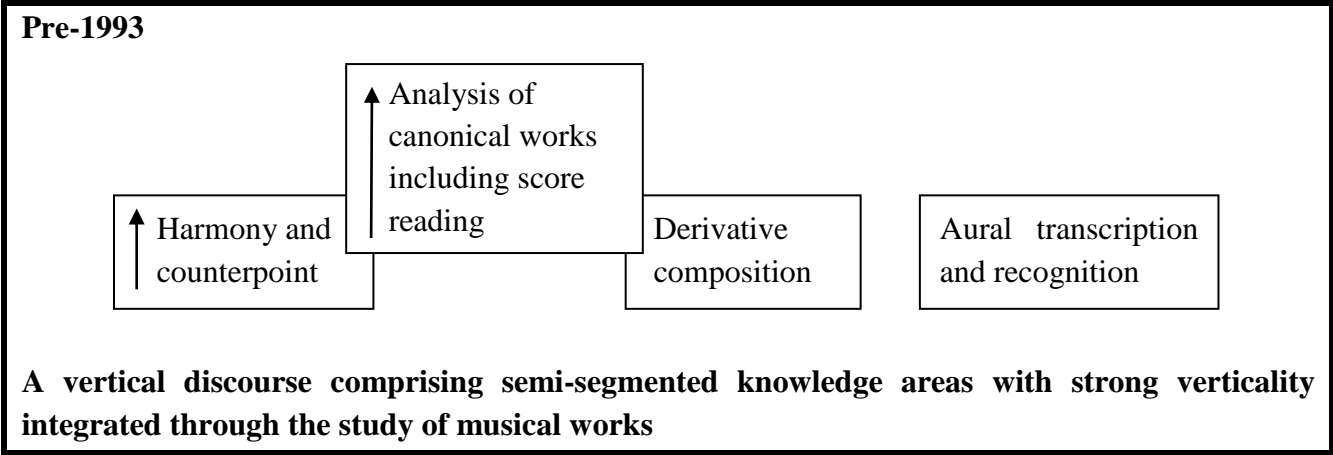 Pre-1993
Analysis of
canonical works
including score
reading
Harmony and
counterpoint
Derivative
composition
Aural transcription
and recognition
A vertical discourse comprising semi-segmented knowledge areas with strong verticality
integrated through the study of musical works